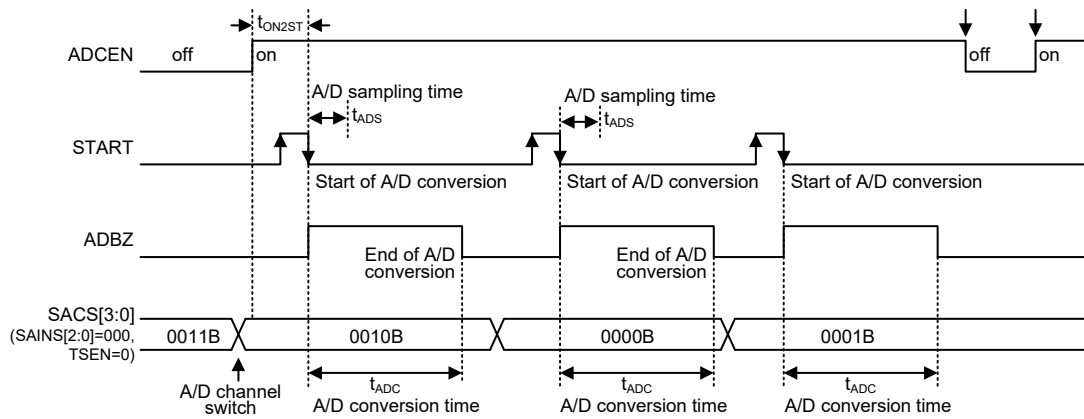 tON2ST
ADCEN off on off on
A/D sampling time
tADS
A/D sampling time
tADS
START
Start of A/D conversion
Start of A/D conversion
Start of A/D conversion
ADBZ
End of A/D
conversion
End of A/D
conversion
SACS[3:0]
(SAINS[2:0]=000,
TSEN=0)
0011B 0010B 0000B 0001B
A/D channel
switch
tADC
A/D conversion time
tADC
A/D conversion time
tADC
A/D conversion time